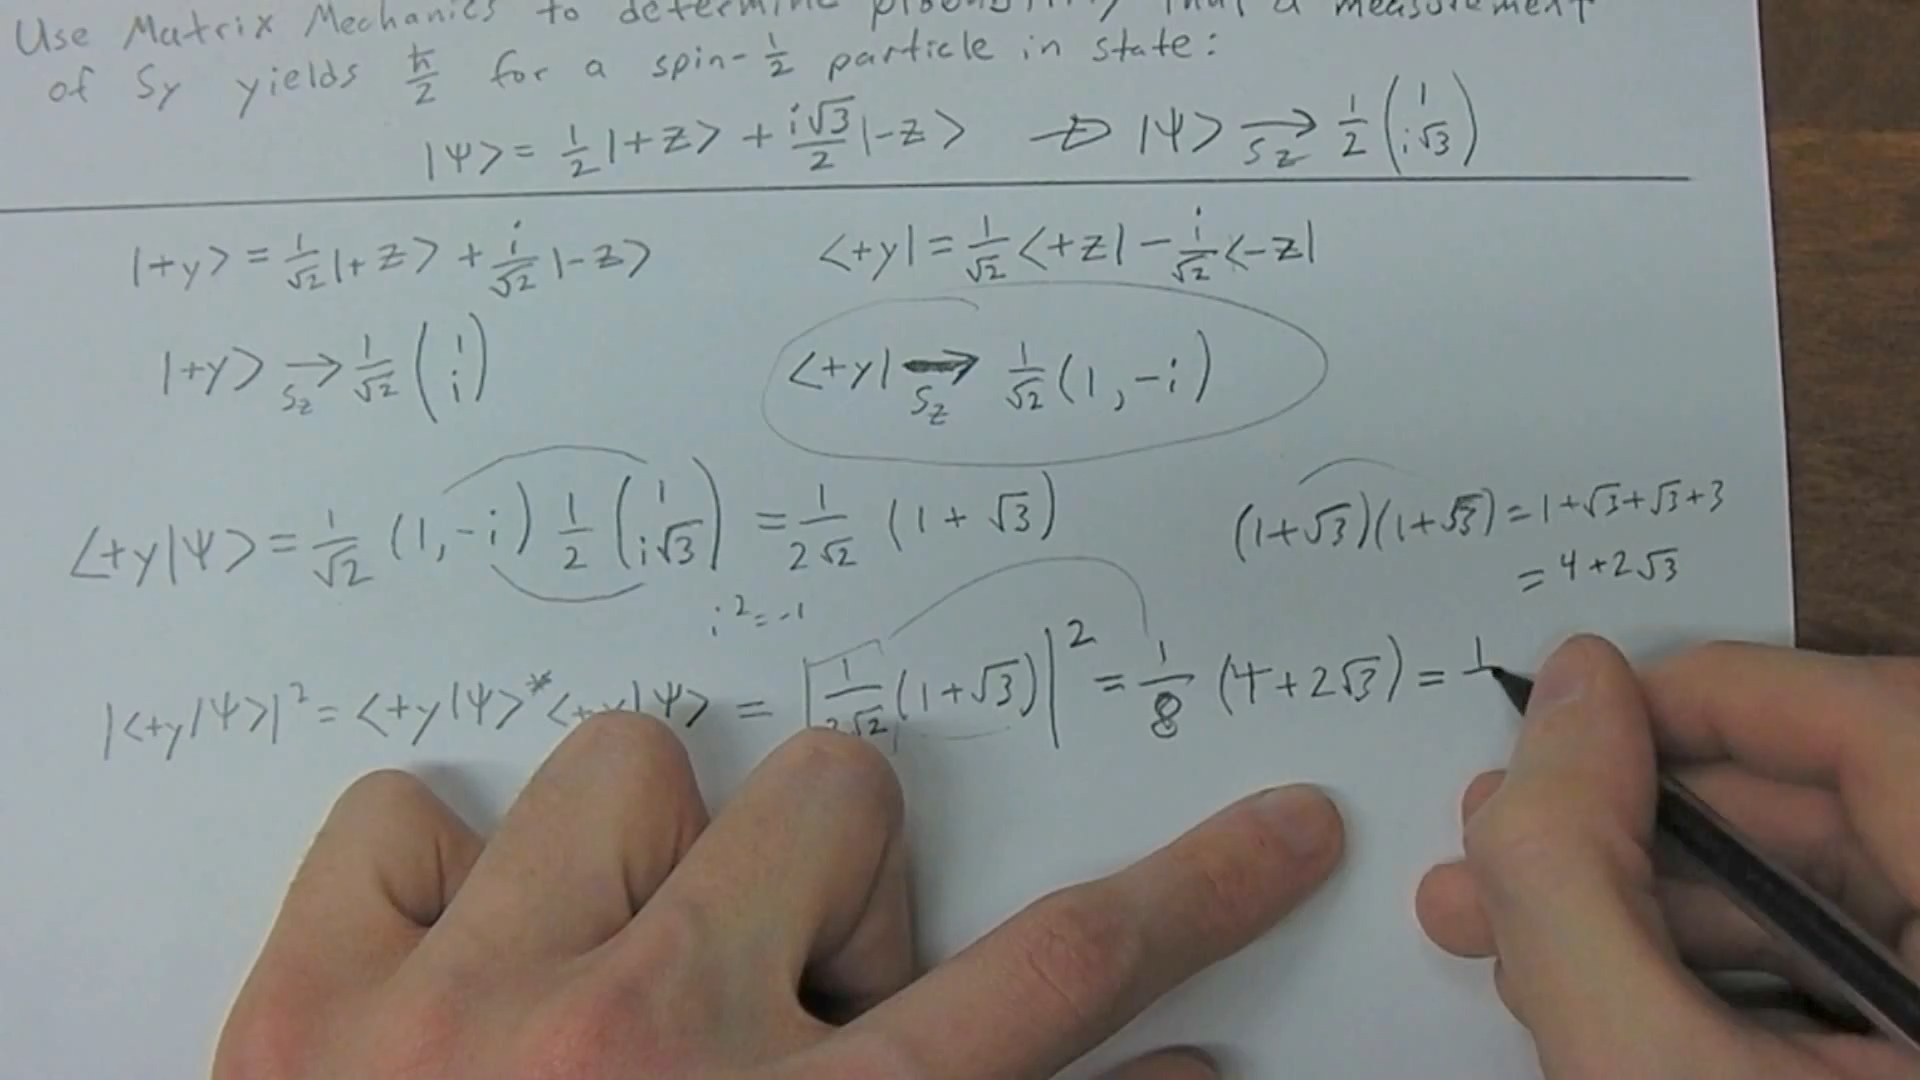 Use Matrix Mechanics to determine probability that a measurement
of Sy yields ħ/2 for a spin-1/2 particle in state:
|Ψ> = 1/2 |+z> + i√3/2 |-z> ⇒ |Ψ> →Sz 1/2 (1 i√3)
|+y> = 1/√2 |+z> + i/√2 |-z>
<+y| = 1/√2 <+z| - i/√2 <-z|
|+y> →Sz 1/√2 (1 i)
<+y| →Sz 1/√2 (1, -i)
<+y|Ψ> = 1/√2 (1, -i) 1/2 (1 i√3) = 1/2√2 (1 + √3)
i² = -1
(1+√3)(1+√3) = 1+√3+√3+3
= 4+2√3
|<+y|Ψ>|² = <+y|Ψ>* <+y|Ψ> = |1/2√2 (1+√3)|² = 1/8 (4+2√3) = 1